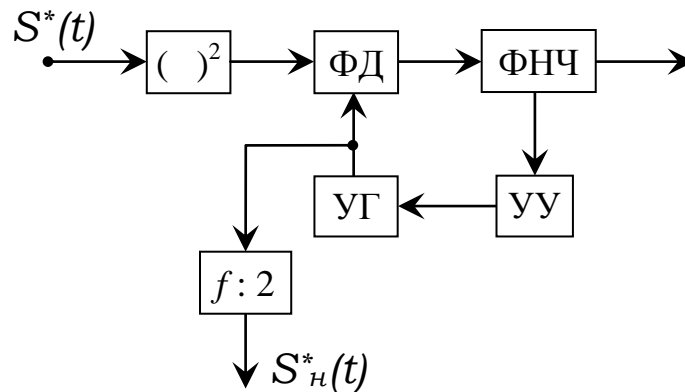 S*(t)
( )²
ФД
ФНЧ
УГ
УУ
f : 2
S*н(t)